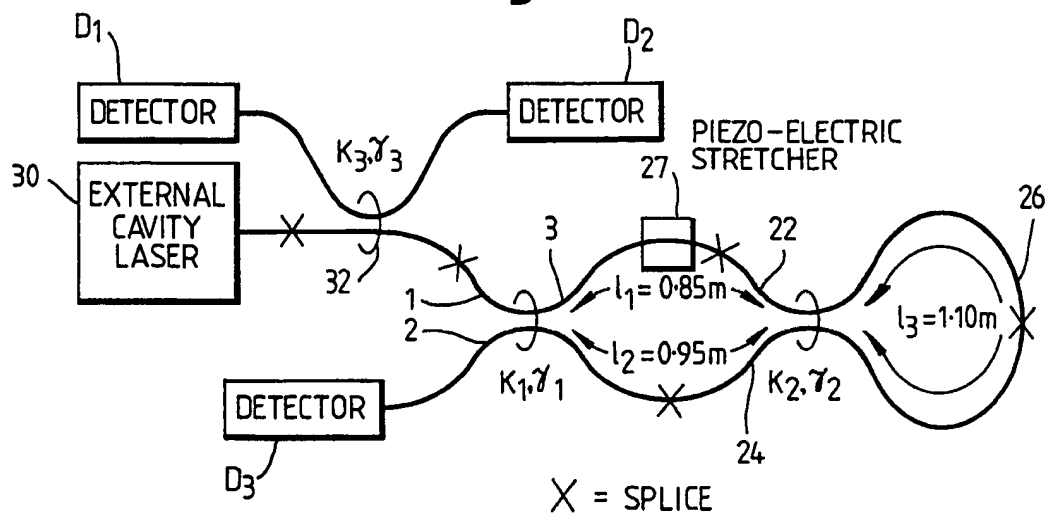 D1
D2
DETECTOR
DETECTOR
PIEZO-ELECTRIC
STRETCHER
K3,γ3
27
30
EXTERNAL
CAVITY
LASER
32
3
22
26
1
l1=0·85m
l3=1·10m
2
l2=0·95m
K1,γ1
K2,γ2
DETECTOR
24
D3
X = SPLICE